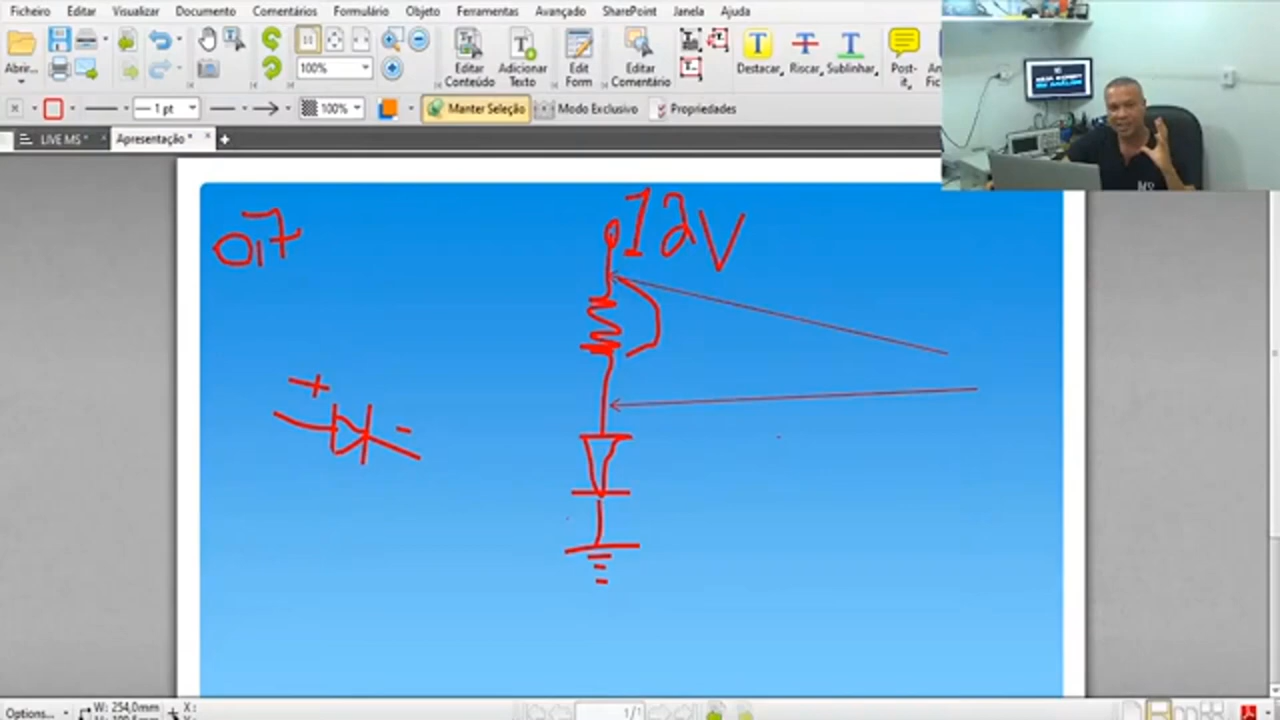 Ficheiro Editar Visualizar Documento Comentários Formulário Objeto Ferramentas Avançado SharePoint Janela Ajuda
Abrir...
100%
Editar Conteúdo
Adicionar Texto
Edit Form
Editar Comentário
Destacar
Riscar
Sublinhar
Post-it
1 pt
100%
Manter Seleção
Modo Exclusivo
Propriedades
LIVE MS *
Apresentação *
0,7
12V
+
-
Options...
W: 254,0mm
X:
1/1